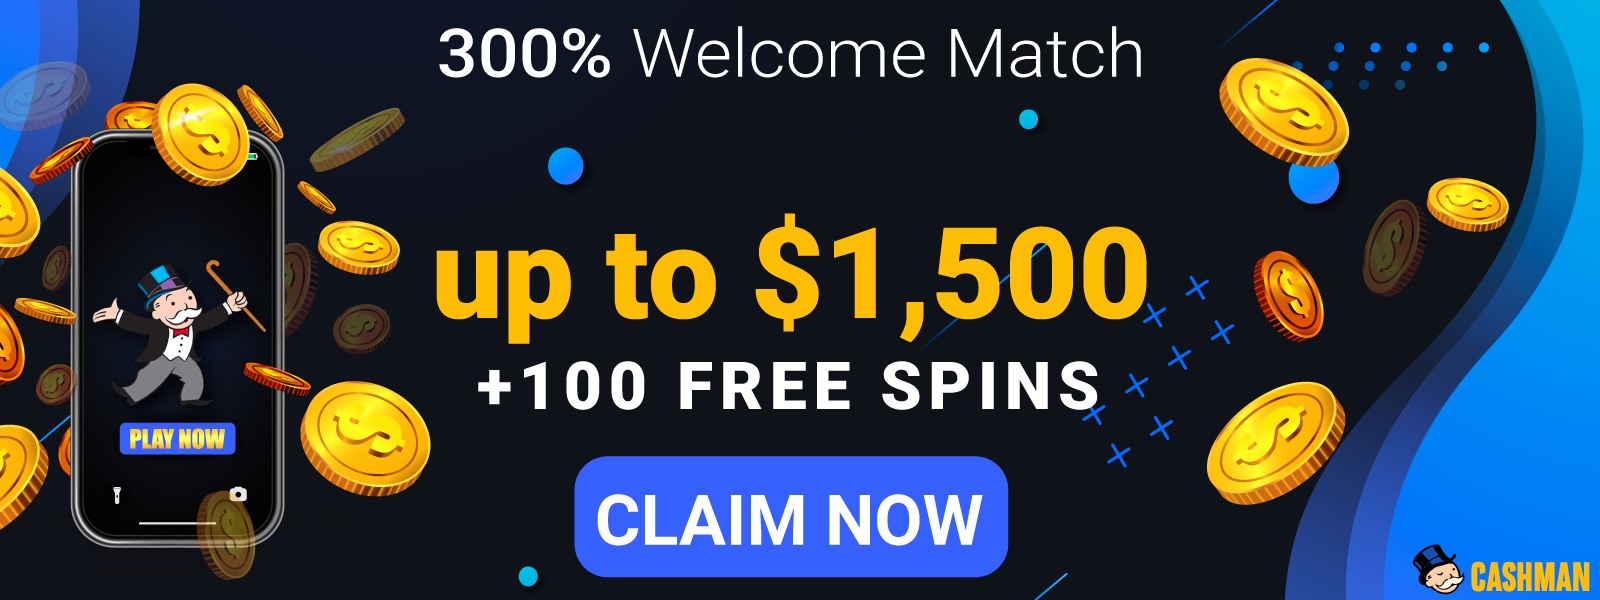 300% Welcome Match
up to $1,500
+100 FREE SPINS
CLAIM NOW
PLAY NOW
CASHMAN